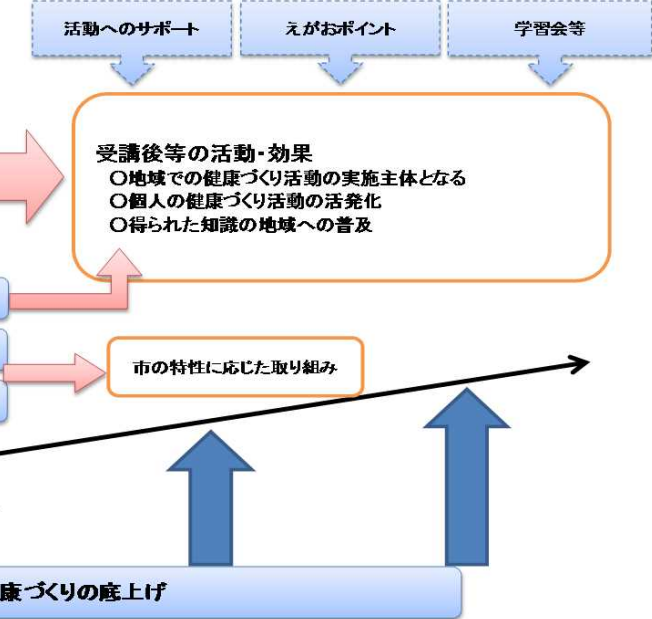 活動へのサポート
えがおポイント
学習会等
受講後等の活動・効果
○地域での健康づくり活動の実施主体となる
○個人の健康づくり活動の活発化
○得られた知識の地域への普及
市の特性に応じた取り組み
康づくりの底上げ